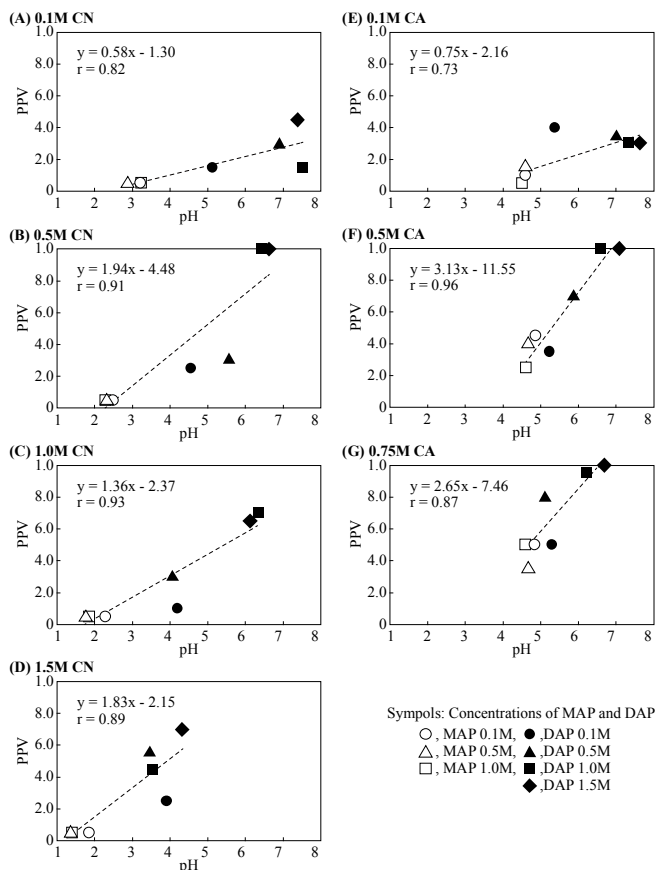 (A) 0.1M CN
y = 0.58x - 1.30
r = 0.82
1.0
8.0
6.0
4.0
2.0
0
PPV
1 2 3 4 5 6 7 8
pH
(E) 0.1M CA
y = 0.75x - 2.16
r = 0.73
1.0
8.0
6.0
4.0
2.0
0
PPV
1 2 3 4 5 6 7 8
pH
(B) 0.5M CN
y = 1.94x - 4.48
r = 0.91
1.0
8.0
6.0
4.0
2.0
0
PPV
1 2 3 4 5 6 7 8
pH
(F) 0.5M CA
y = 3.13x - 11.55
r = 0.96
1.0
8.0
6.0
4.0
2.0
0
PPV
1 2 3 4 5 6 7 8
pH
(C) 1.0M CN
y = 1.36x - 2.37
r = 0.93
1.0
8.0
6.0
4.0
2.0
0
PPV
1 2 3 4 5 6 7 8
pH
(G) 0.75M CA
y = 2.65x - 7.46
r = 0.87
1.0
8.0
6.0
4.0
2.0
0
PPV
1 2 3 4 5 6 7 8
pH
(D) 1.5M CN
y = 1.83x - 2.15
r = 0.89
1.0
8.0
6.0
4.0
2.0
0
PPV
1 2 3 4 5 6 7 8
pH
Sympols: Concentrations of MAP and DAP
○ , MAP 0.1M, ● ,DAP 0.1M
△ , MAP 0.5M, ▲ ,DAP 0.5M
□ , MAP 1.0M, ■ ,DAP 1.0M
◆ ,DAP 1.5M